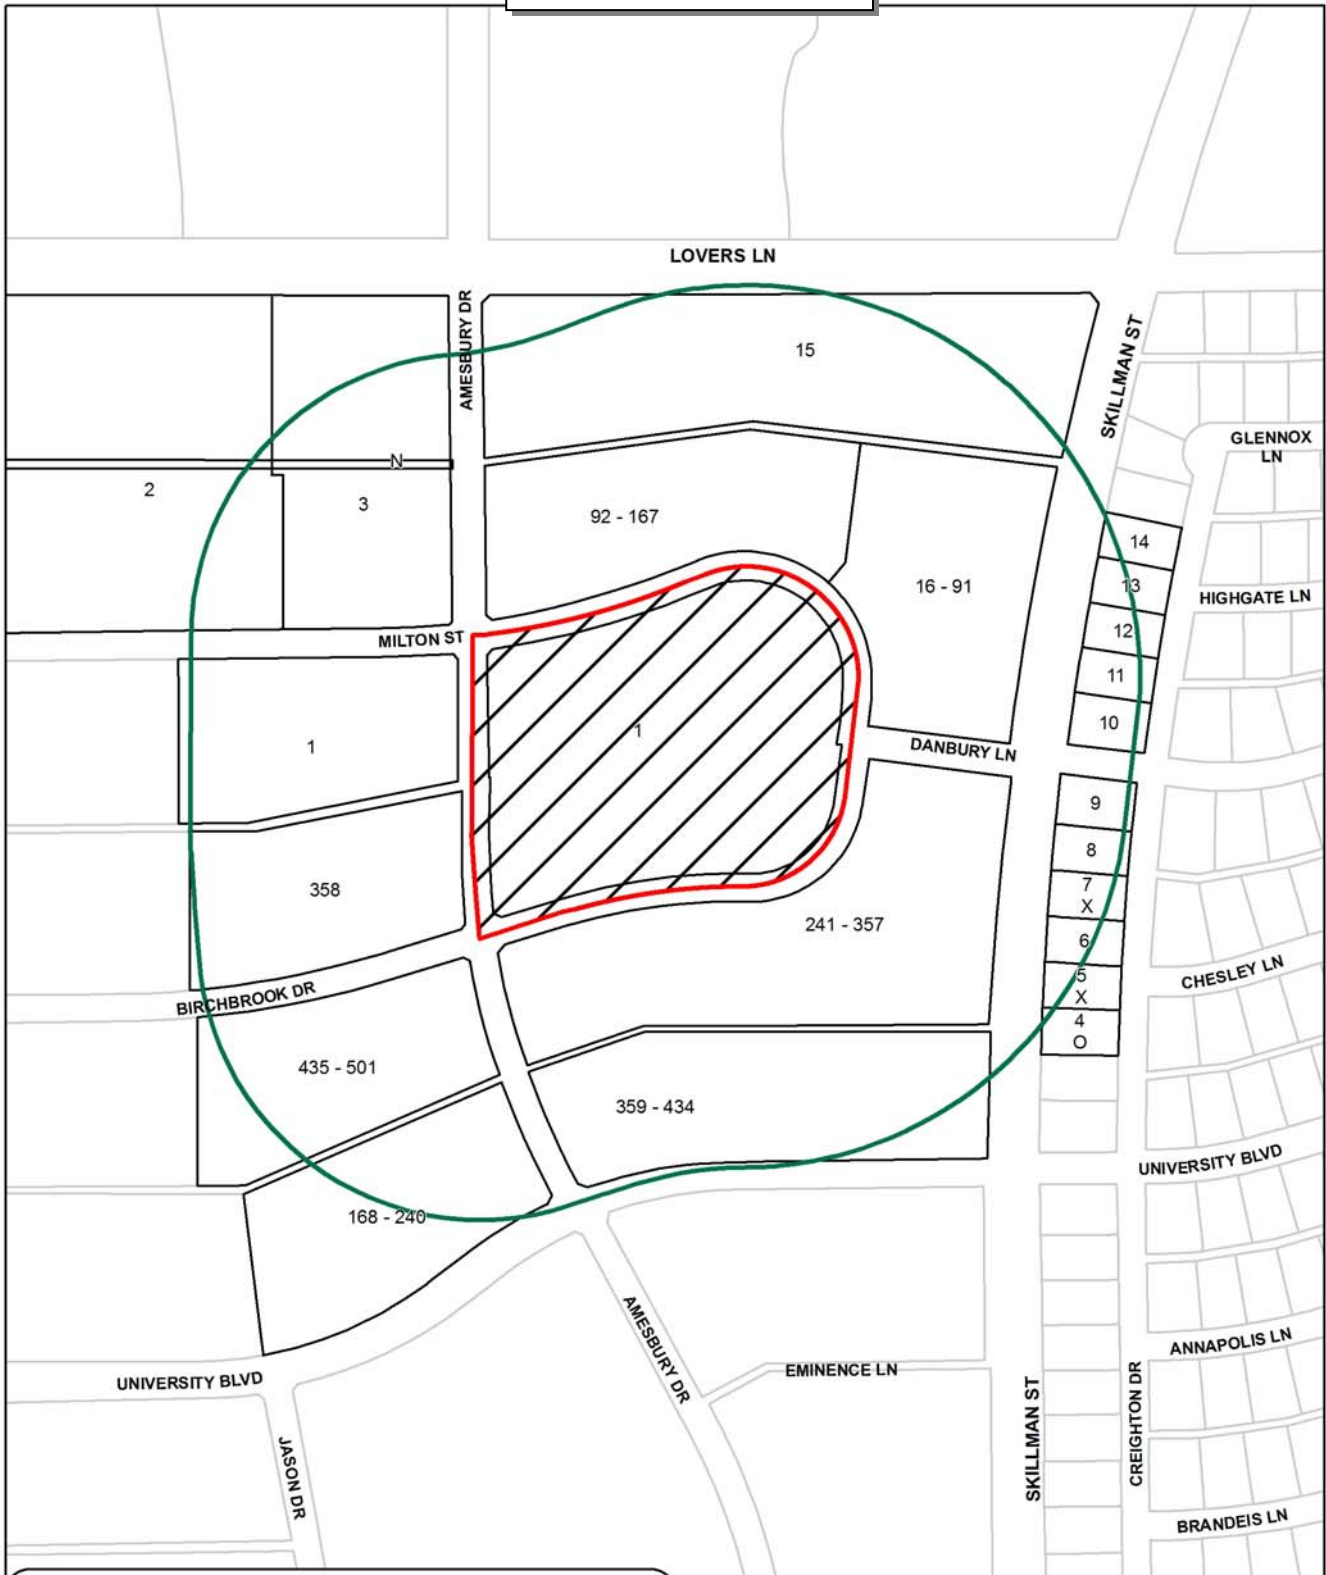 LOVERS LN
AMESBURY DR
15
SKILLMAN ST
GLENNOX
LN
N
2
3
92 - 167
14
16 - 91
13
HIGHGATE LN
12
MILTON ST
11
10
1
1
DANBURY LN
9
8
358
7
X
241 - 357
6
5
X
CHESLEY LN
BIRCHBROOK DR
4
O
435 - 501
359 - 434
UNIVERSITY BLVD
168 - 240
AMESBURY DR
ANNAPOLIS LN
EMINENCE LN
UNIVERSITY BLVD
SKILLMAN ST
CREIGHTON DR
JASON DR
BRANDEIS LN